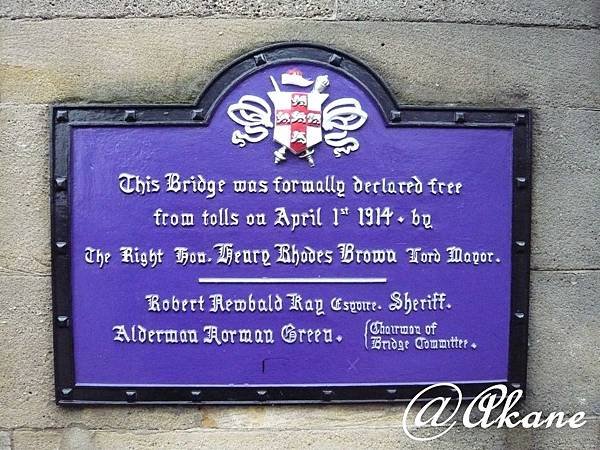 This Bridge was formally declared free
from tolls on April 1st 1914. by
The Right Hon. Henry Rhodes Brown Lord Mayor.
Robert Newbald Kay Esquire. Sheriff.
Alderman Norman Green. { Chairman of
Bridge Committee.
@Akane